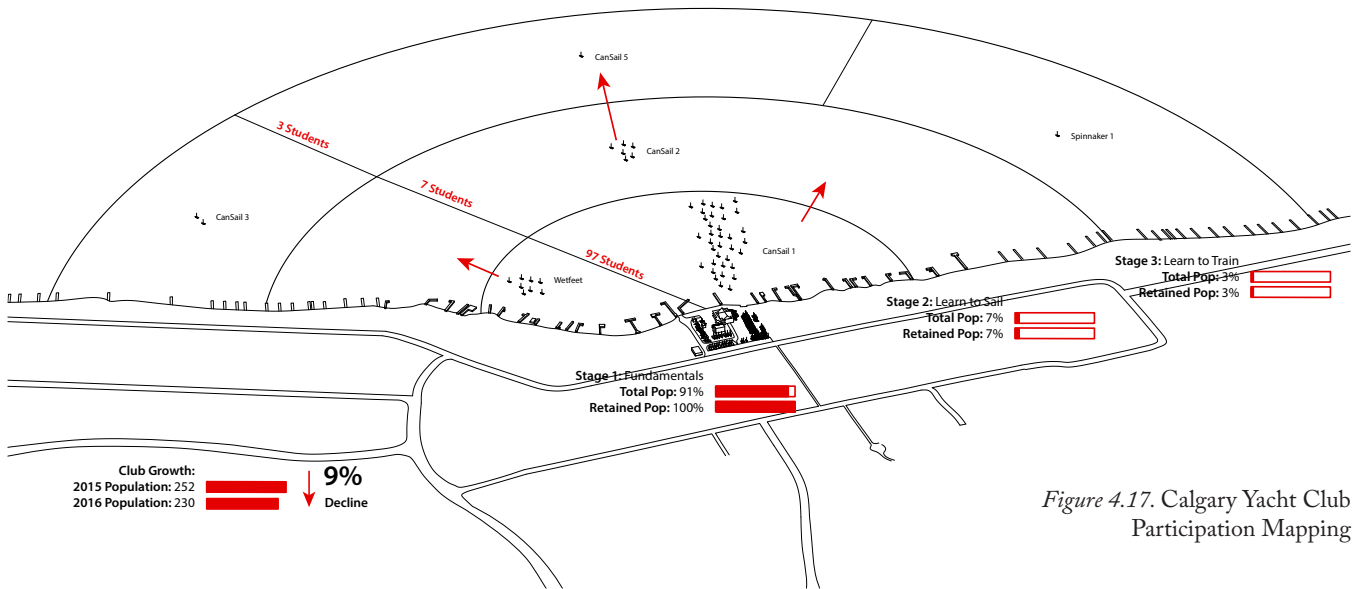 CanSail 5
3 Students
CanSail 2
Spinnaker 1
7 Students
CanSail 3
97 Students
CanSail 1
Wetfeet
Stage 3: Learn to Train
Total Pop: 3%
Retained Pop: 3%
Stage 2: Learn to Sail
Total Pop: 7%
Retained Pop: 7%
Stage 1: Fundamentals
Total Pop: 91%
Retained Pop: 100%
Club Growth:
2015 Population: 252
2016 Population: 230
9%
Decline
Figure 4.17. Calgary Yacht Club
Participation Mapping